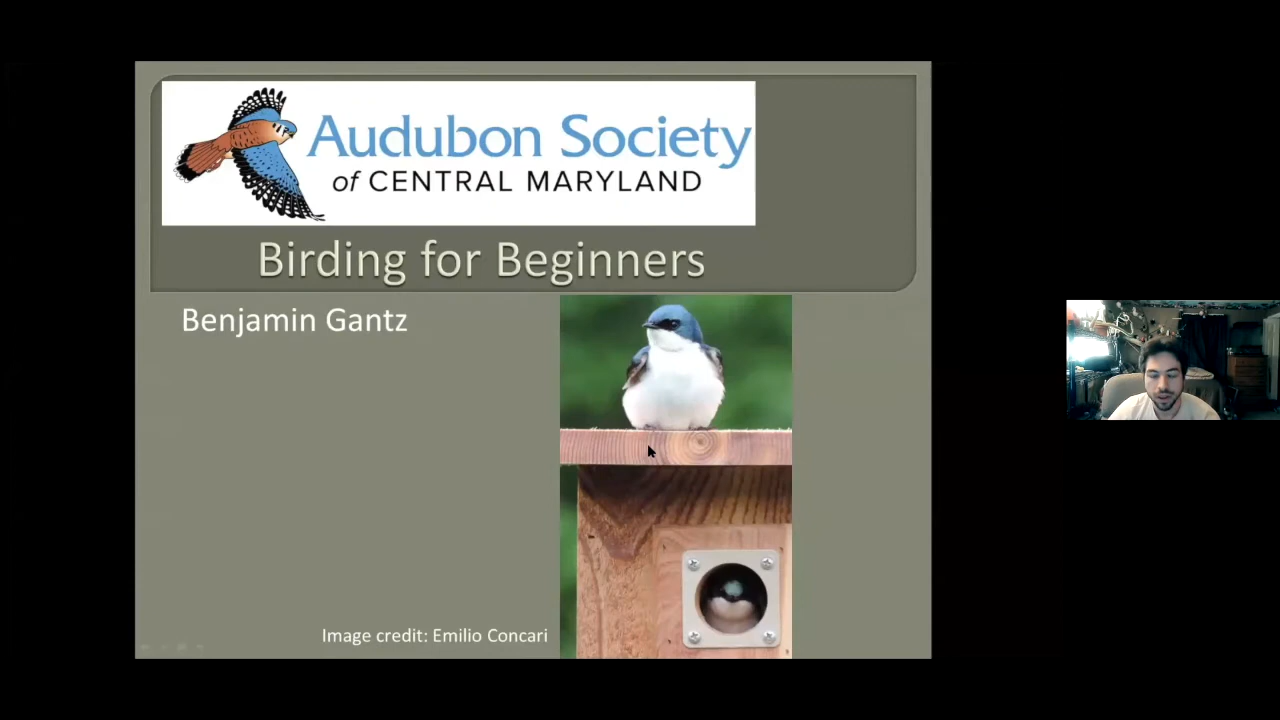 Audubon Society
of CENTRAL MARYLAND
Birding for Beginners
Benjamin Gantz
Image credit: Emilio Concari